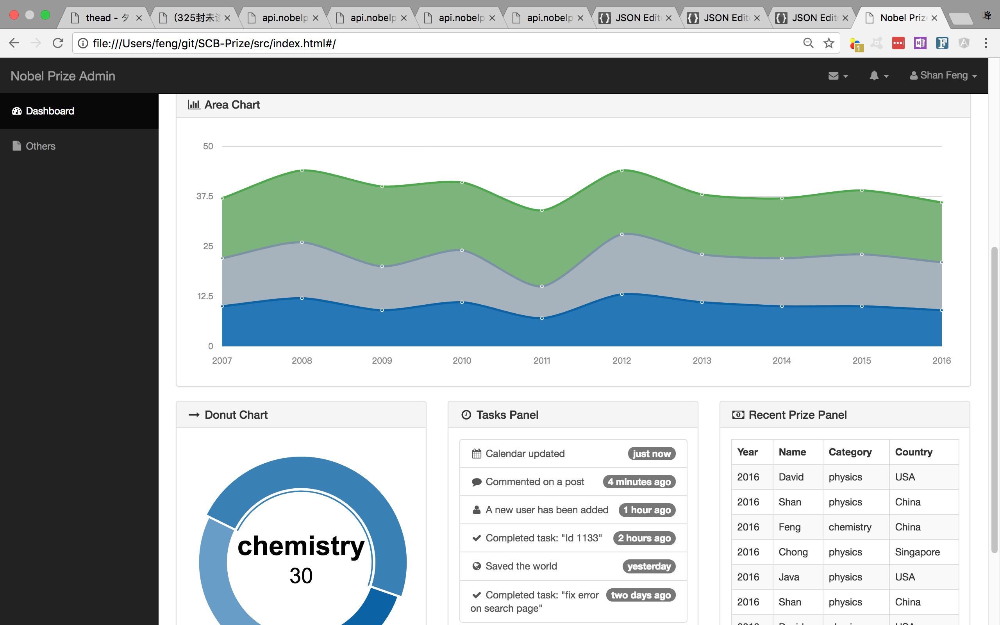 thead - タ
(325封未读
api.nobelp
api.nobelp
api.nobelp
api.nobelp
JSON Edit
JSON Edit
JSON Edit
Nobel Priz
峰
file:///Users/feng/git/SCB-Prize/src/index.html#/
1
Nobel Prize Admin
Shan Feng
Dashboard
Others
Area Chart
50
37.5
25
12.5
0
2007 2008 2009 2010 2011 2012 2013 2014 2015 2016
Donut Chart
chemistry
30
Tasks Panel
Calendar updated just now
Commented on a post 4 minutes ago
A new user has been added 1 hour ago
Completed task: "Id 1133" 2 hours ago
Saved the world yesterday
Completed task: "fix error two days ago
on search page"
Recent Prize Panel
Year Name Category Country
2016 David physics USA
2016 Shan physics China
2016 Feng chemistry China
2016 Chong physics Singapore
2016 Java physics USA
2016 Shan physics China